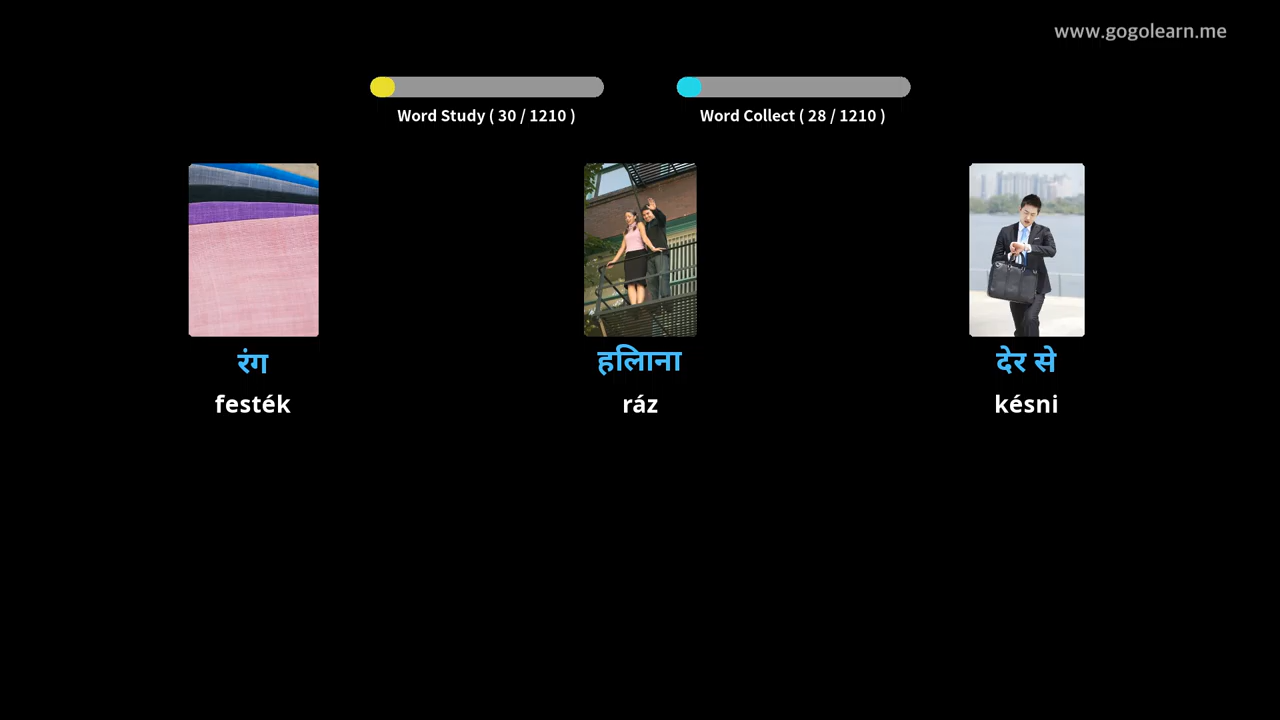 www.gogolearn.me
Word Study ( 30 / 1210 )
Word Collect ( 28 / 1210 )
रंग
हलिाना
देर से
festék
ráz
késni